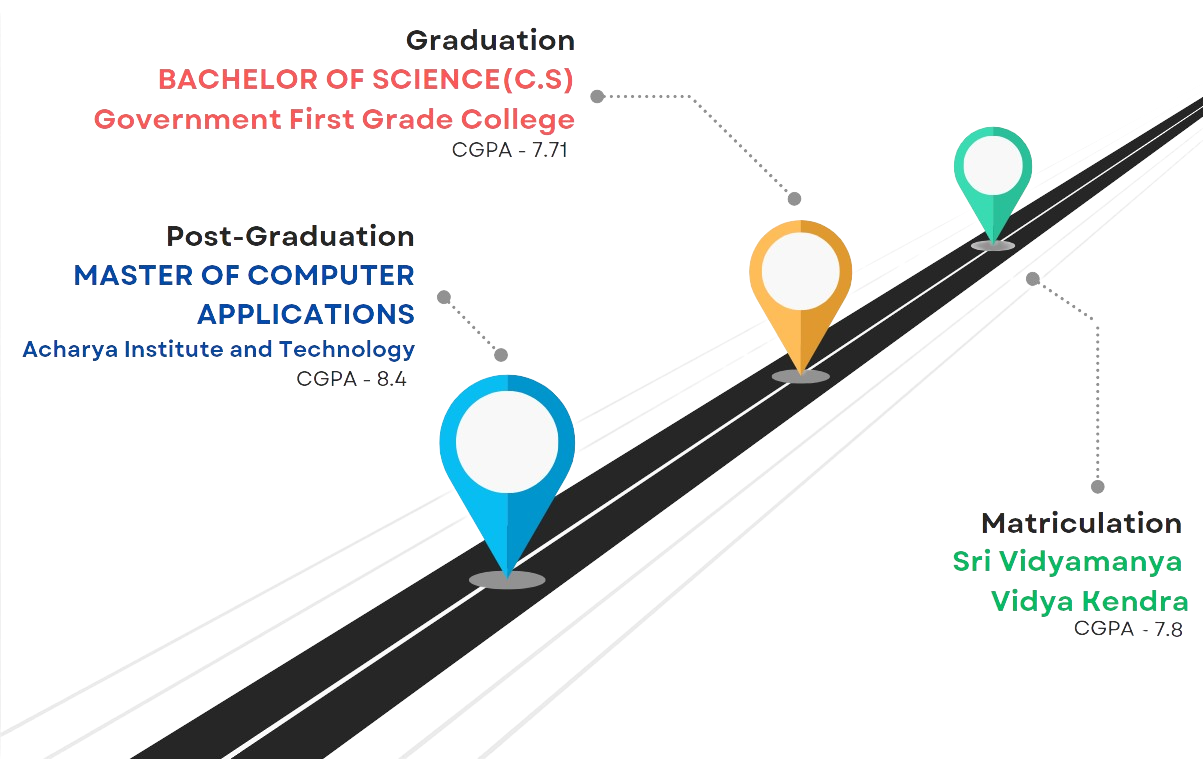 Graduation
BACHELOR OF SCIENCE(C.S)
Government First Grade College
CGPA - 7.71
Post-Graduation
MASTER OF COMPUTER
APPLICATIONS
Acharya Institute and Technology
CGPA - 8.4
Matriculation
Sri Vidyamanya
Vidya Kendra
CGPA - 7.8